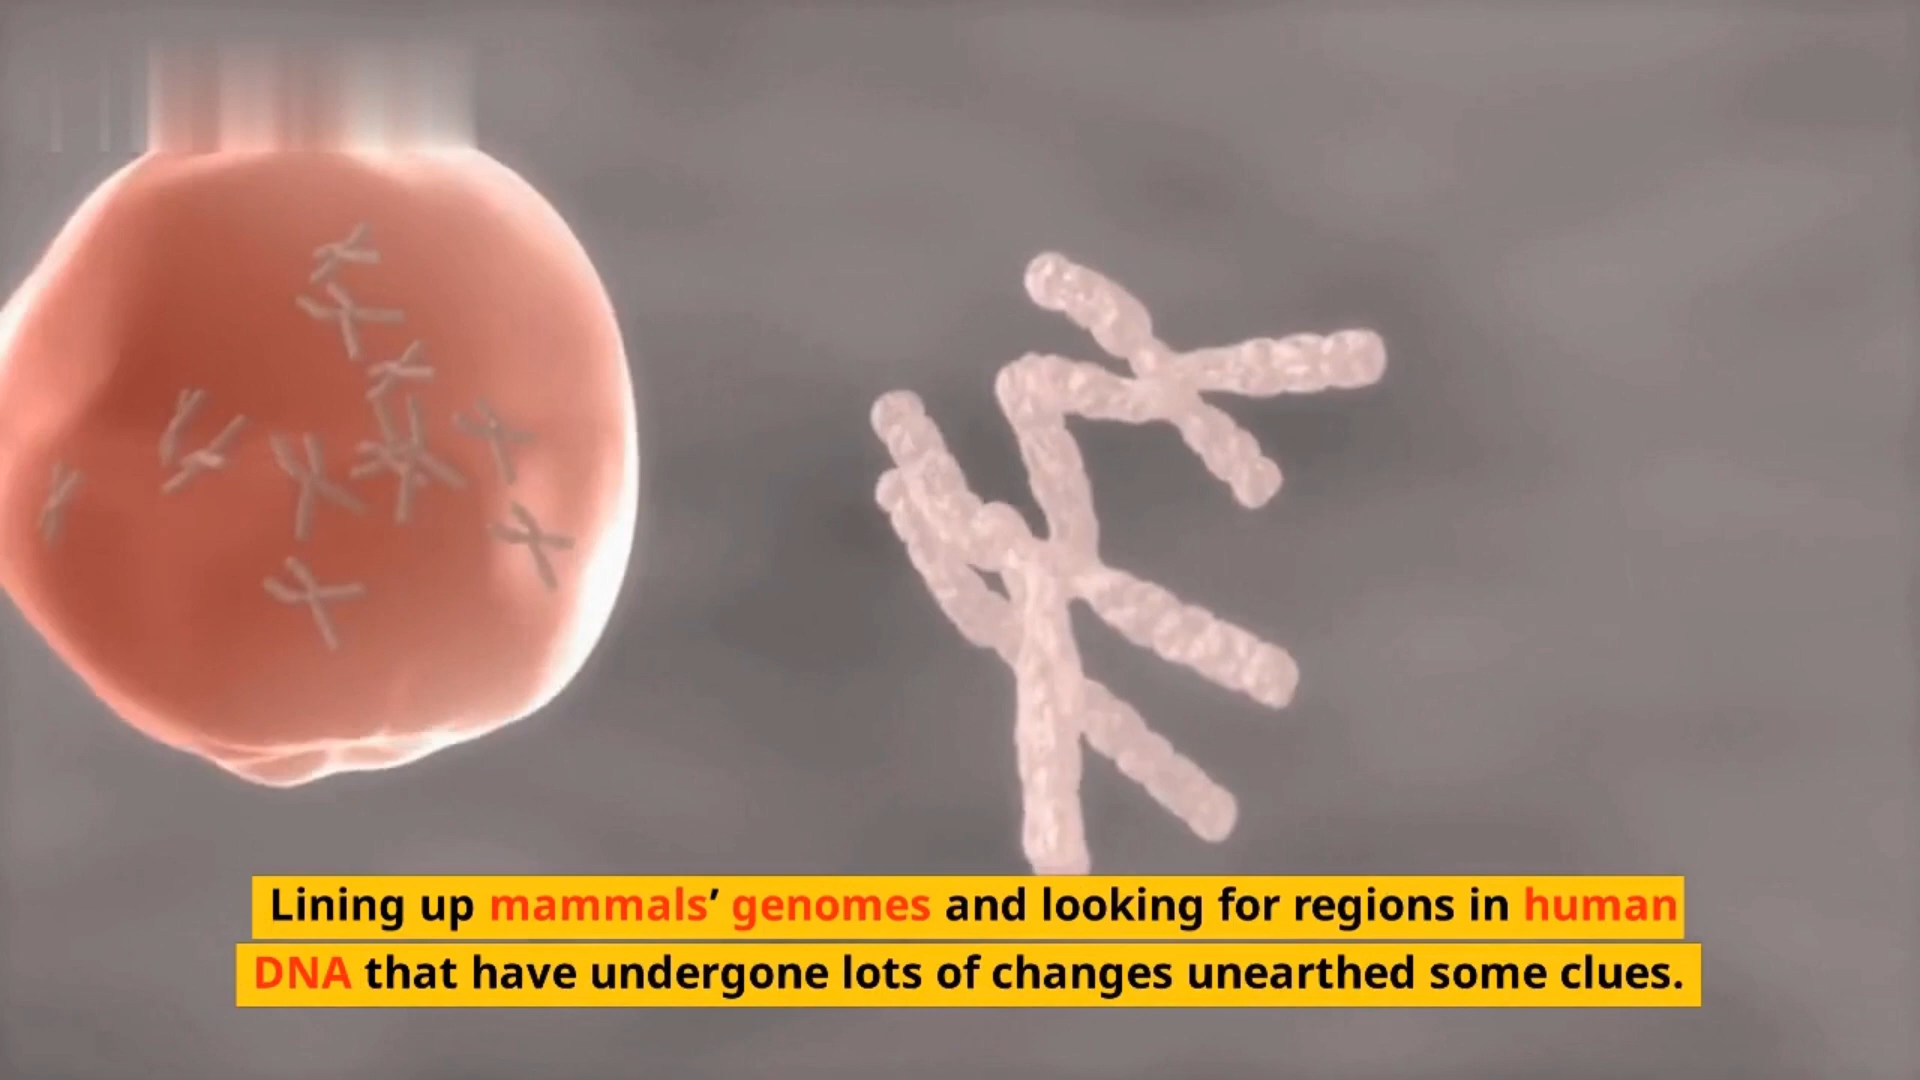 Lining up mammals’ genomes and looking for regions in human
DNA that have undergone lots of changes unearthed some clues.